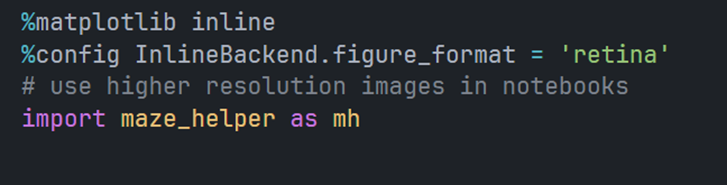 %matplotlib inline
%config InlineBackend.figure_format = 'retina'
# use higher resolution images in notebooks
import maze_helper as mh